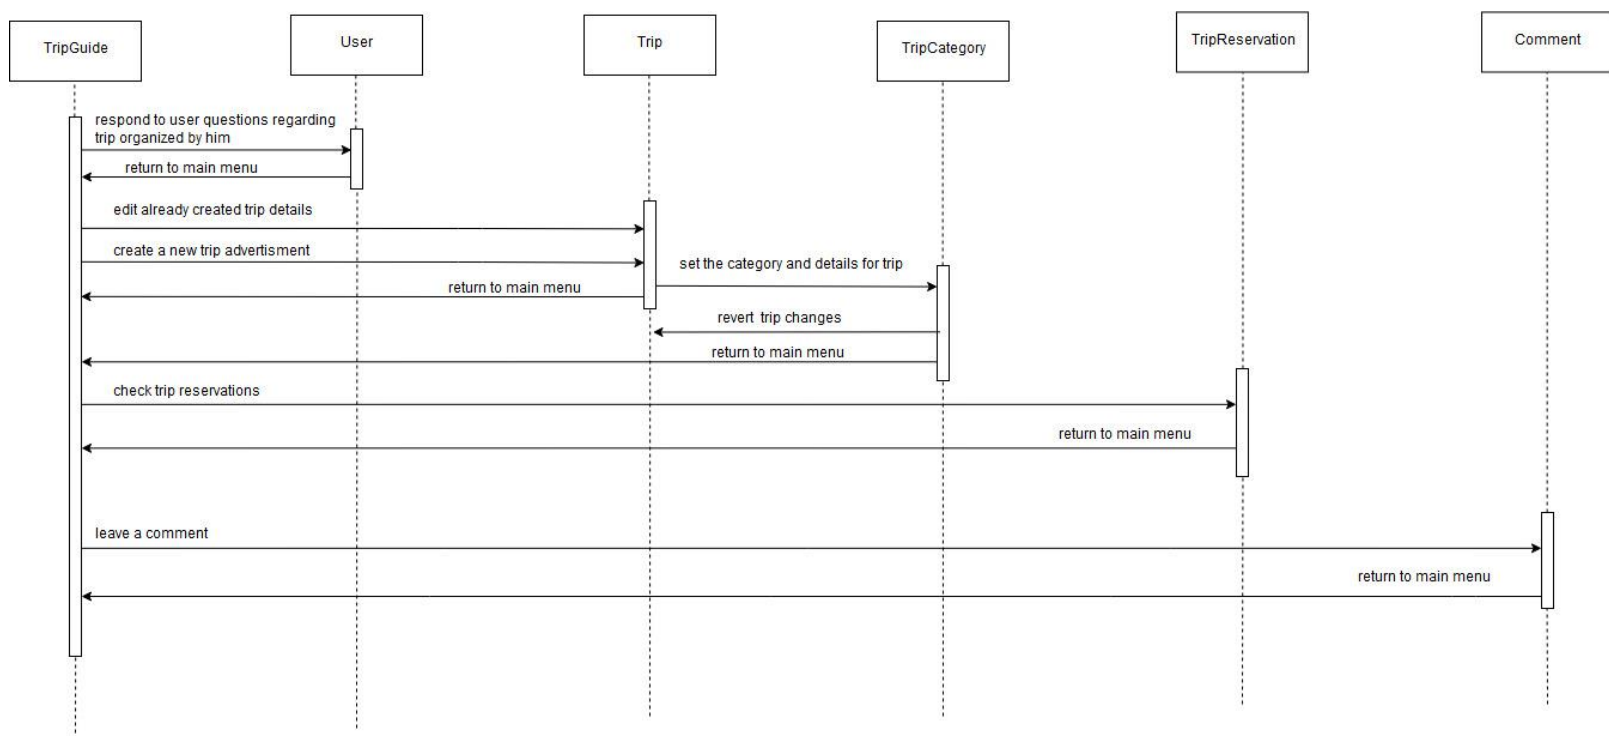 TripGuide
User
Trip
TripCategory
TripReservation
Comment
respond to user questions regarding
trip organized by him
return to main menu
edit already created trip details
create a new trip advertisment
set the category and details for trip
return to main menu
revert trip changes
return to main menu
check trip reservations
return to main menu
leave a comment
return to main menu